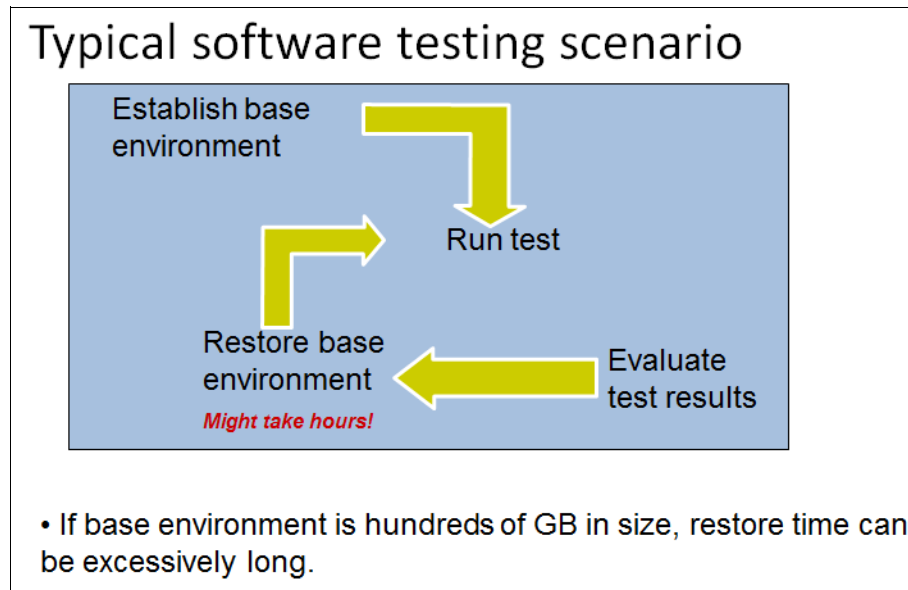 Typical software testing scenario
Establish base
environment
Run test
Evaluate
test results
Restore base
environment
Might take hours!
• If base environment is hundreds of GB in size, restore time can
be excessively long.